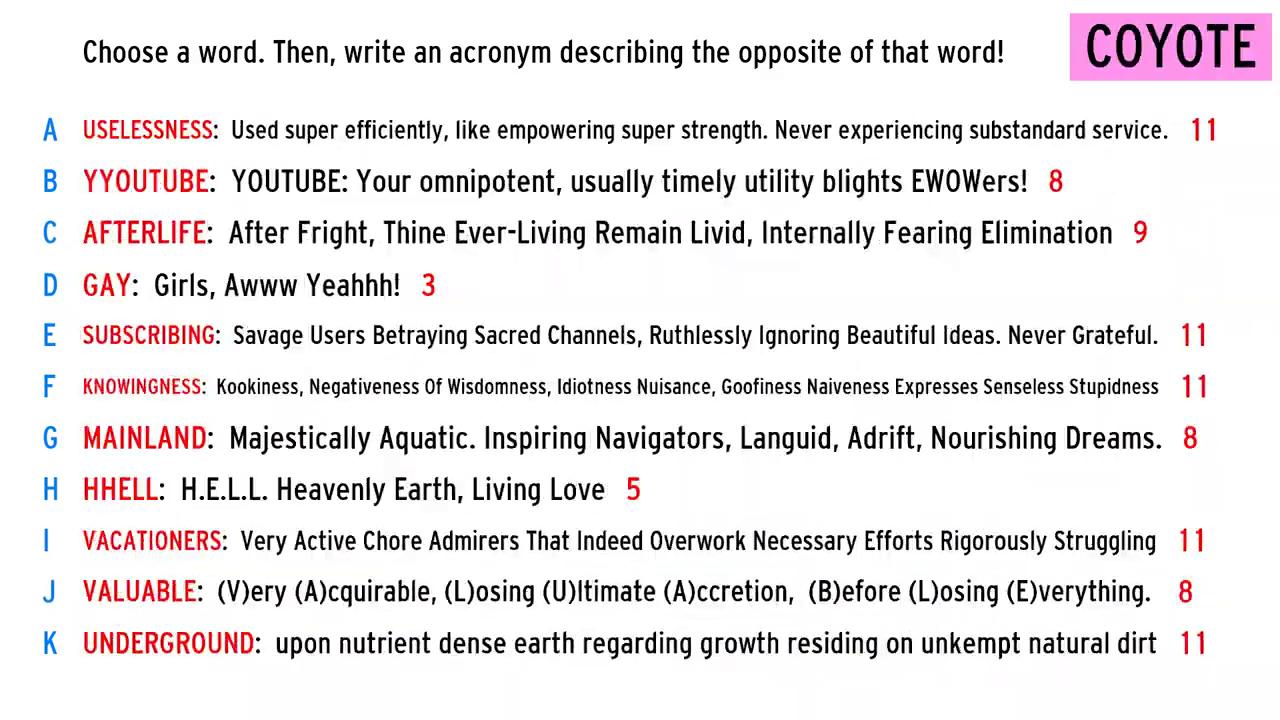 Choose a word. Then, write an acronym describing the opposite of that word!
COYOTE
A USELESSNESS: Used super efficiently, like empowering super strength. Never experiencing substandard service. 11
B YYOUTUBE: YOUTUBE: Your omnipotent, usually timely utility blights EWOWers! 8
C AFTERLIFE: After Fright, Thine Ever-Living Remain Livid, Internally Fearing Elimination 9
D GAY: Girls, Awww Yeahhh! 3
E SUBSCRIBING: Savage Users Betraying Sacred Channels, Ruthlessly Ignoring Beautiful Ideas. Never Grateful. 11
F KNOWINGNESS: Kookiness, Negativeness Of Wisdomness, Idiotness Nuisance, Goofiness Naiveness Expresses Senseless Stupidness 11
G MAINLAND: Majestically Aquatic. Inspiring Navigators, Languid, Adrift, Nourishing Dreams. 8
H HHELL: H.E.L.L. Heavenly Earth, Living Love 5
I VACATIONERS: Very Active Chore Admirers That Indeed Overwork Necessary Efforts Rigorously Struggling 11
J VALUABLE: (V)ery (A)cquirable, (L)osing (U)ltimate (A)ccretion, (B)efore (L)osing (E)verything. 8
K UNDERGROUND: upon nutrient dense earth regarding growth residing on unkempt natural dirt 11